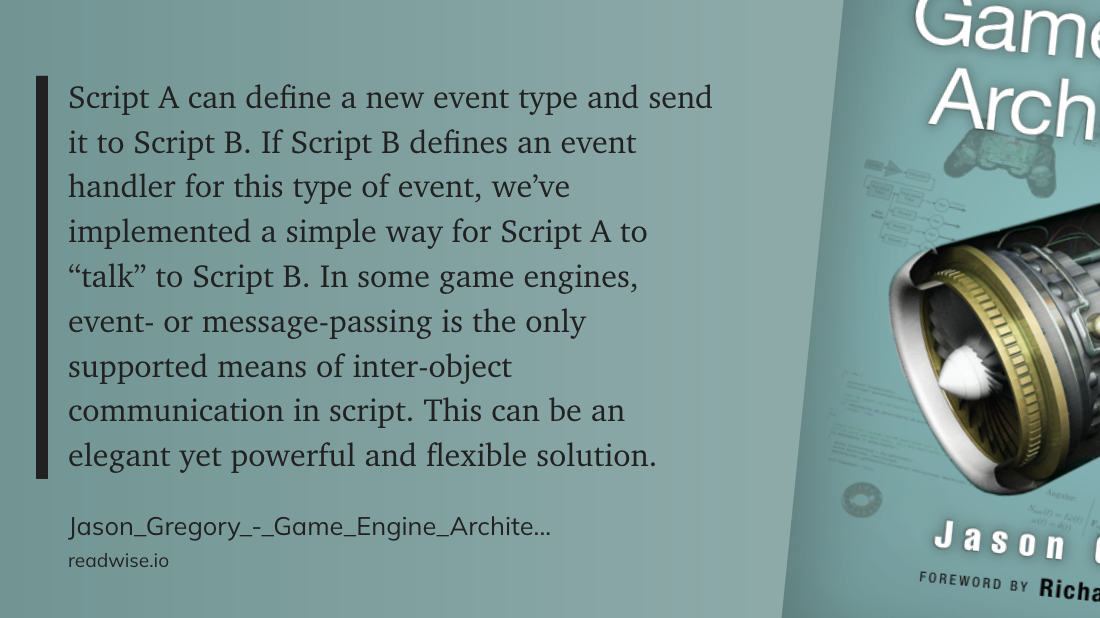 Script A can define a new event type and send
it to Script B. If Script B defines an event
handler for this type of event, we’ve
implemented a simple way for Script A to
“talk” to Script B. In some game engines,
event- or message-passing is the only
supported means of inter-object
communication in script. This can be an
elegant yet powerful and flexible solution.
Jason_Gregory_-_Game_Engine_Archite...
readwise.io
Game
Arch
Jason
FOREWORD BY Richa